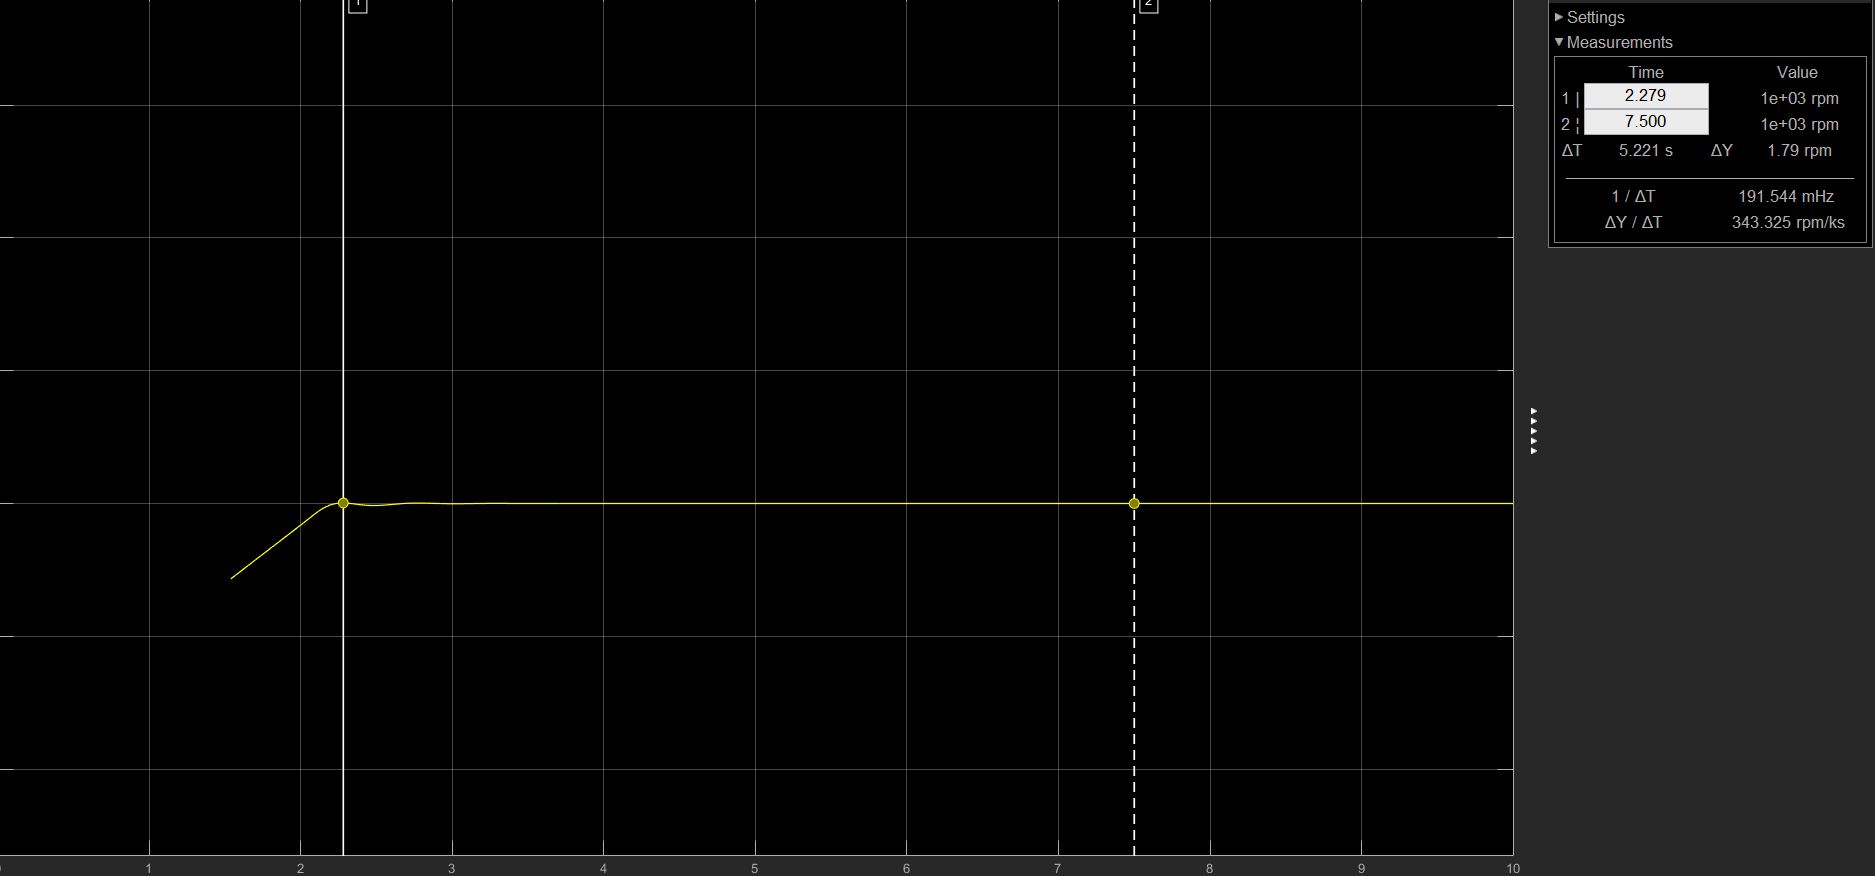 1
2
Settings
Measurements
Time Value
1 | 2.279 1e+03 rpm
2 ¦ 7.500 1e+03 rpm
ΔT 5.221 s ΔY 1.79 rpm
1 / ΔT 191.544 mHz
ΔY / ΔT 343.325 rpm/ks
1 2 3 4 5 6 7 8 9 10